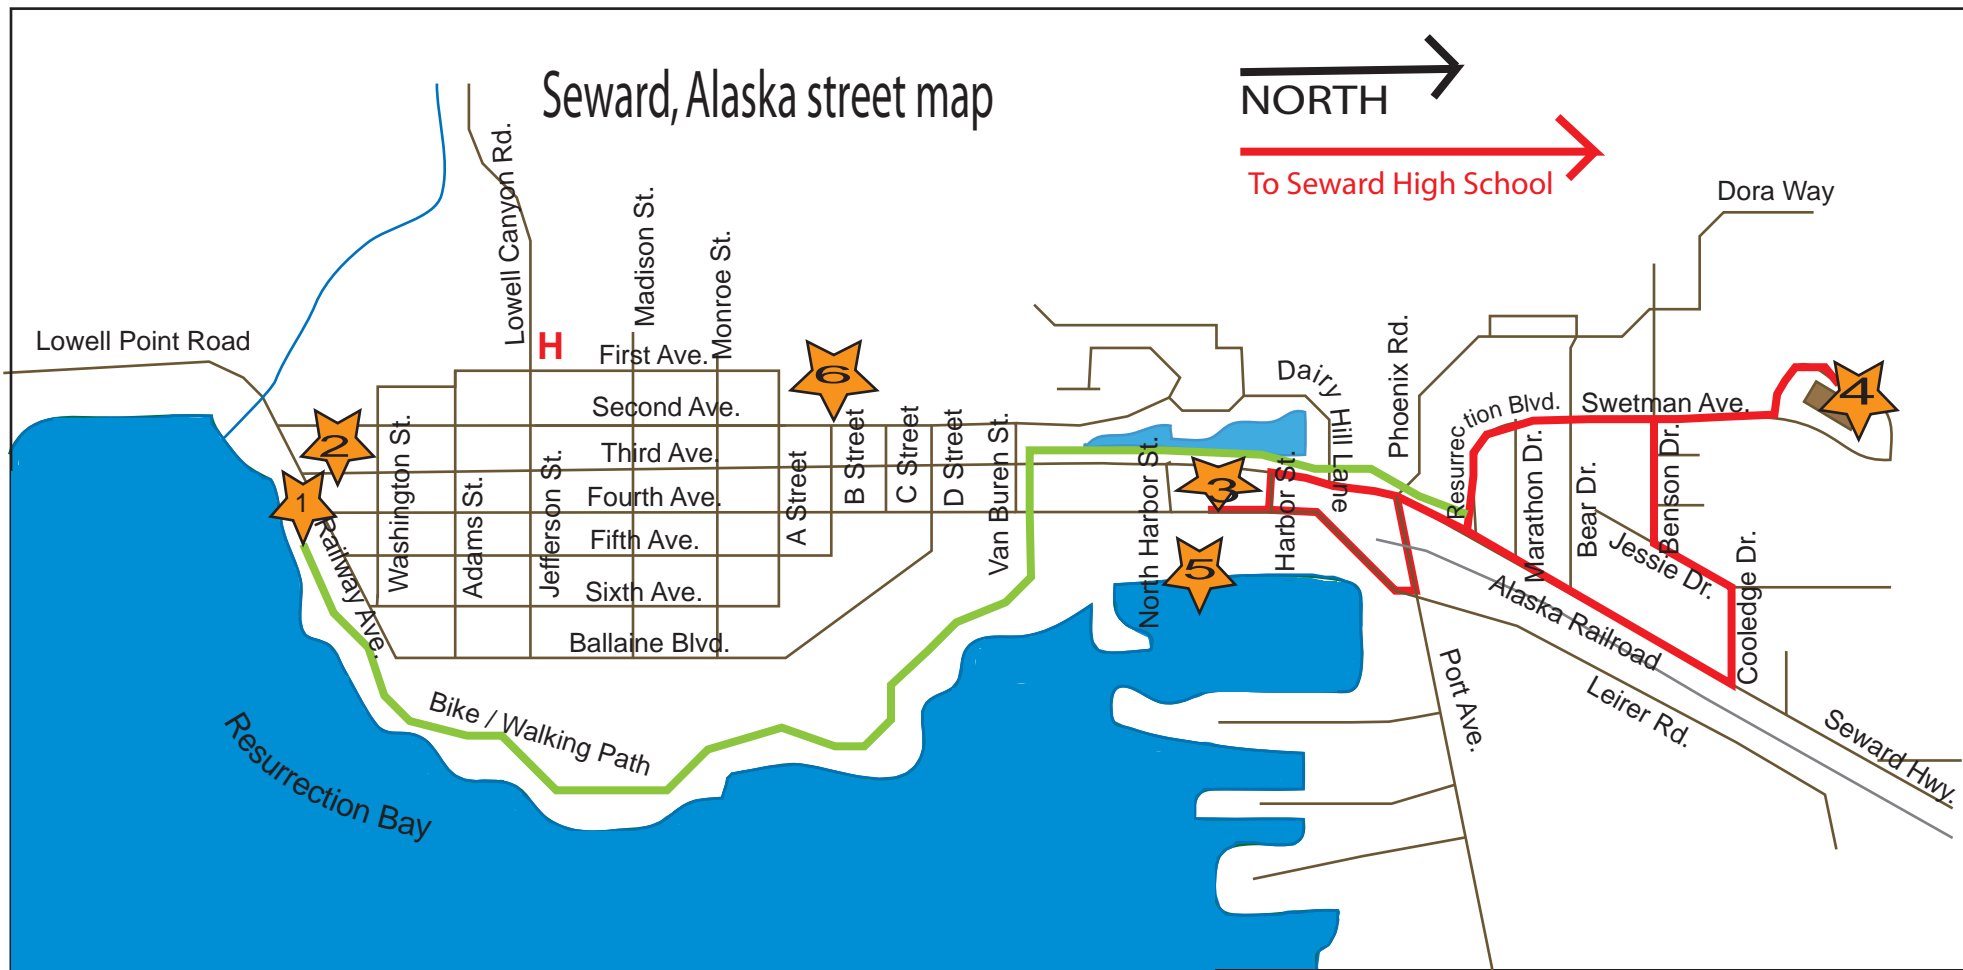 Seward, Alaska street map
NORTH
To Seward High School
Dora Way
Lowell Canyon Rd.
Madison St.
Monroe St.
Lowell Point Road
H
First Ave.
6
Dairy Hill Lane
Phoenix Rd.
Resurrection Blvd.
Swetman Ave.
4
Second Ave.
2
Third Ave.
Washington St.
Adams St.
Jefferson St.
A Street
B Street
C Street
D Street
Van Buren St.
North Harbor St.
3
Harbor St.
Marathon Dr.
Bear Dr.
Benson Dr.
Jessie Dr.
Cooledge Dr.
1
Fourth Ave.
Fifth Ave.
5
Railway Ave.
Sixth Ave.
Ballaine Blvd.
Alaska Railroad
Port Ave.
Leirer Rd.
Seward Hwy.
Bike / Walking Path
Resurrection Bay